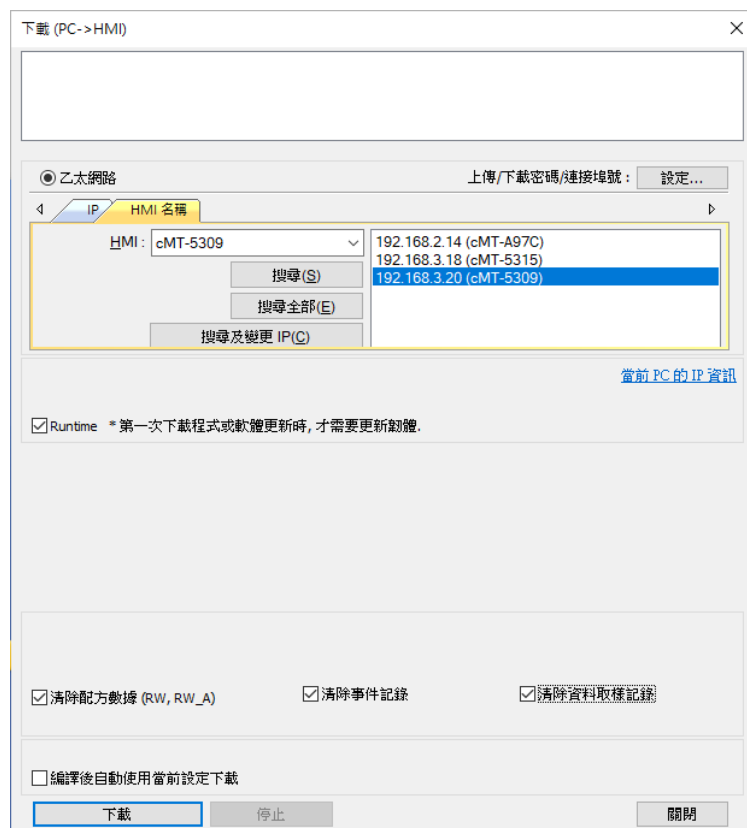 下載 (PC->HMI)
乙太網路
上傳/下載密碼/連接埠號： 設定...
IP HMI 名稱
HMI： cMT-5309
192.168.2.14 (cMT-A97C)
192.168.3.18 (cMT-5315)
192.168.3.20 (cMT-5309)
搜尋(S)
搜尋全部(E)
搜尋及變更 IP(C)
當前 PC 的 IP 資訊
Runtime *第一次下載程式或軟體更新時, 才需要更新韌體.
清除配方數據 (RW, RW_A) 清除事件記錄 清除資料取樣記錄
編譯後自動使用當前設定下載
下載 停止 關閉